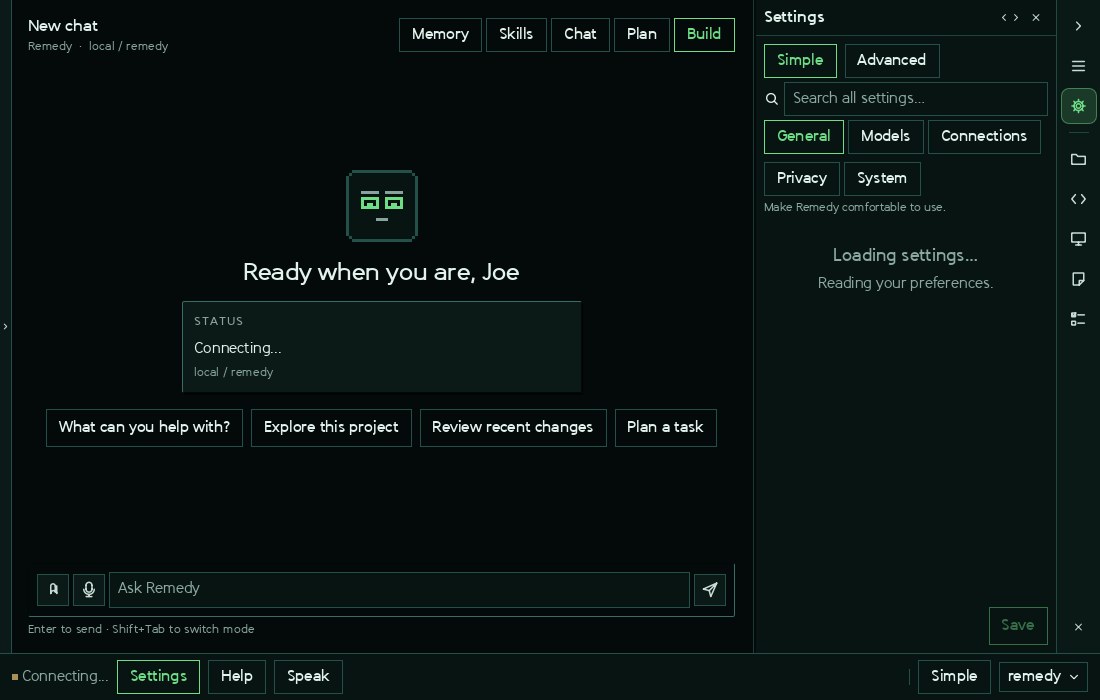 New chat
Remedy · local / remedy
Memory
Skills
Chat
Plan
Build
Ready when you are, Joe
STATUS
Connecting...
local / remedy
What can you help with?
Explore this project
Review recent changes
Plan a task
Ask Remedy
Enter to send · Shift+Tab to switch mode
Settings
Simple
Advanced
Search all settings...
General
Models
Connections
Privacy
System
Make Remedy comfortable to use.
Loading settings...
Reading your preferences.
Save
Connecting...
Settings
Help
Speak
Simple
remedy